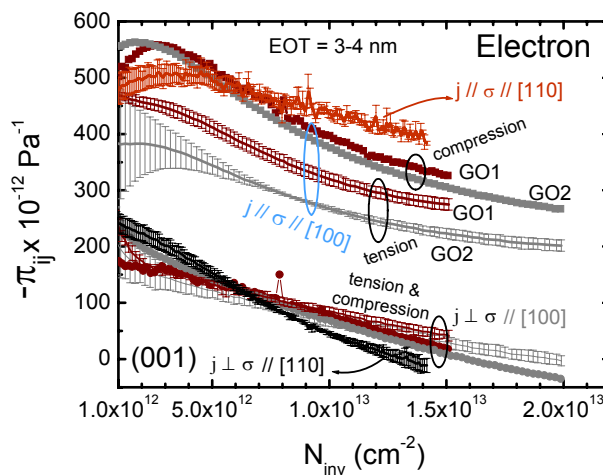 600
500
400
300
200
100
0
-π_ij x 10^-12 Pa^-1
EOT = 3-4 nm
Electron
j // σ // [110]
compression
GO1
GO2
j // σ // [100]
GO1
tension
GO2
tension &
compression
j ⊥ σ // [100]
(001)
j ⊥ σ // [110]
1.0x10^12
5.0x10^12
1.0x10^13
1.5x10^13
2.0x10^13
N_inv (cm^-2)